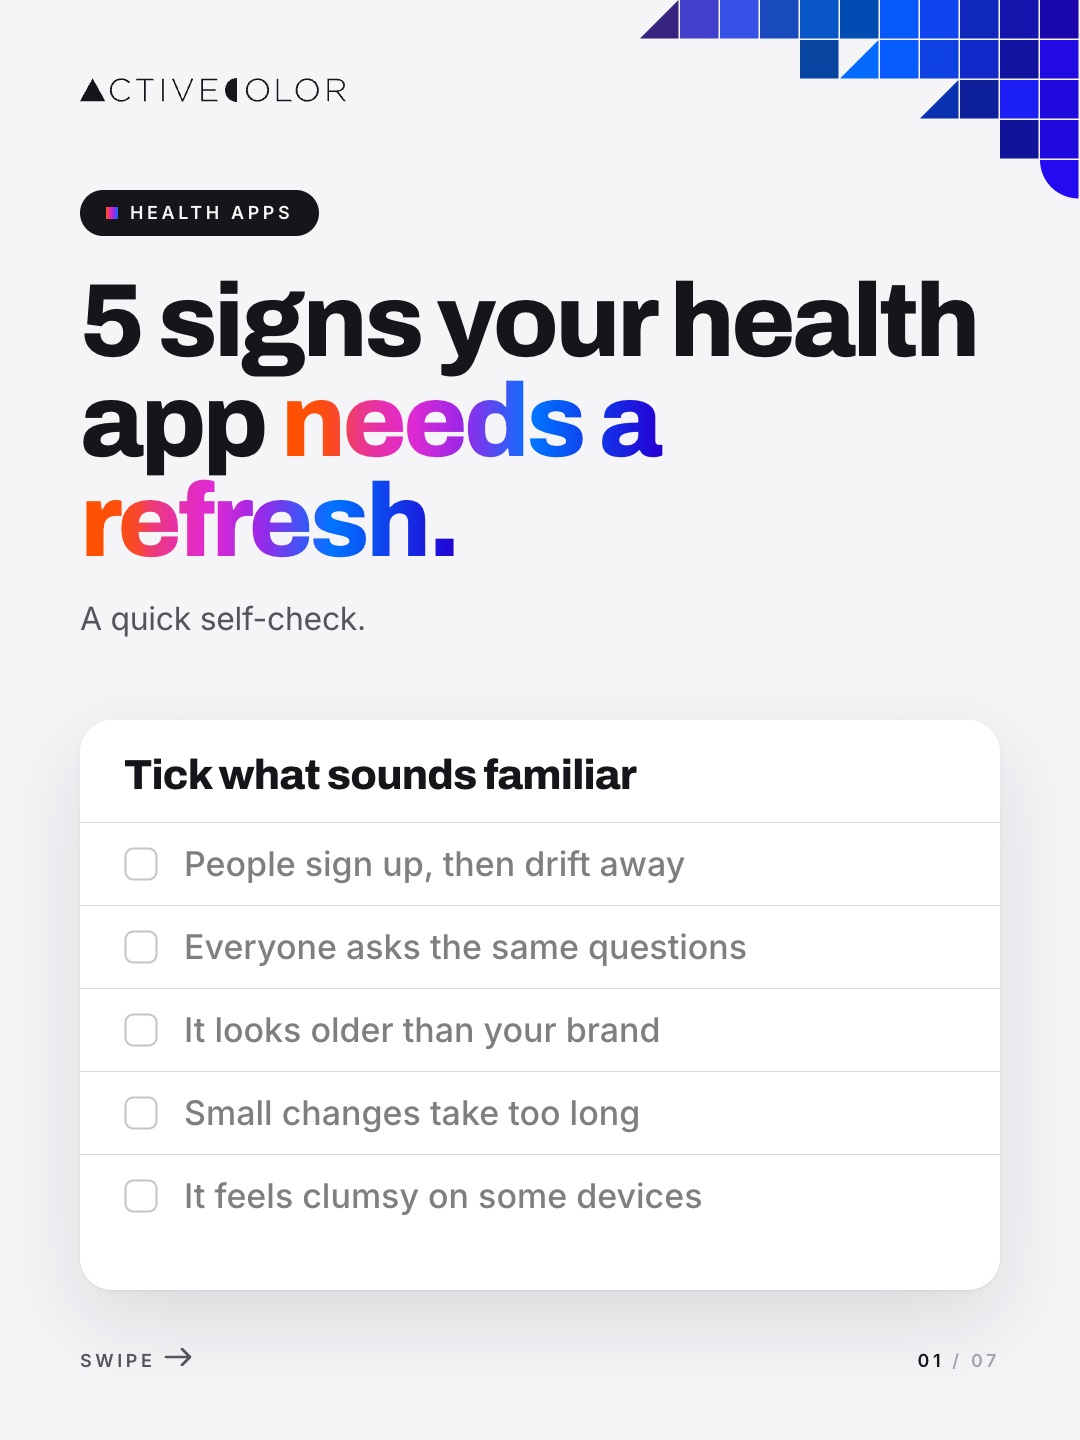 ACTIVECOLOR
HEALTH APPS
5 signs your health
app needs a
refresh.
A quick self-check.
Tick what sounds familiar
People sign up, then drift away
Everyone asks the same questions
It looks older than your brand
Small changes take too long
It feels clumsy on some devices
SWIPE →
01 / 07